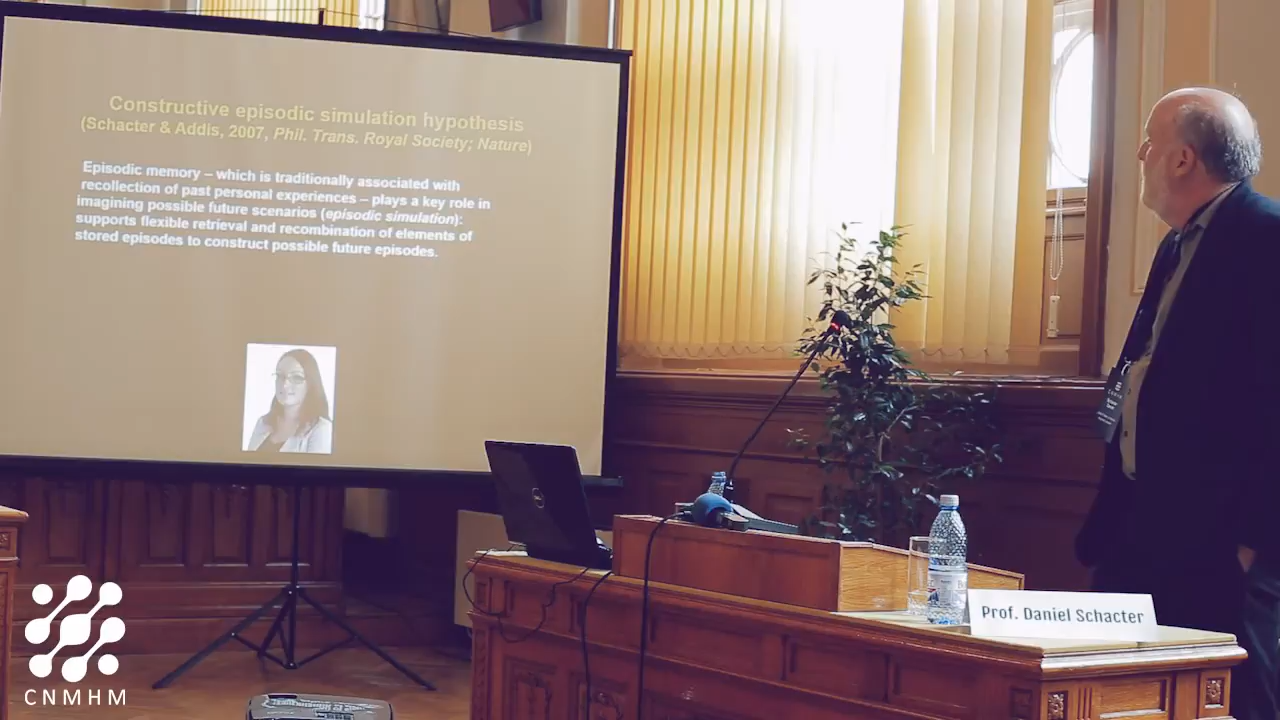 Constructive episodic simulation hypothesis
(Schacter & Addis, 2007, Phil. Trans. Royal Society; Nature)
Episodic memory – which is traditionally associated with
recollection of past personal experiences – plays a key role in
imagining possible future scenarios (episodic simulation):
supports flexible retrieval and recombination of elements of
stored episodes to construct possible future episodes.
Prof. Daniel Schacter
CNMHM